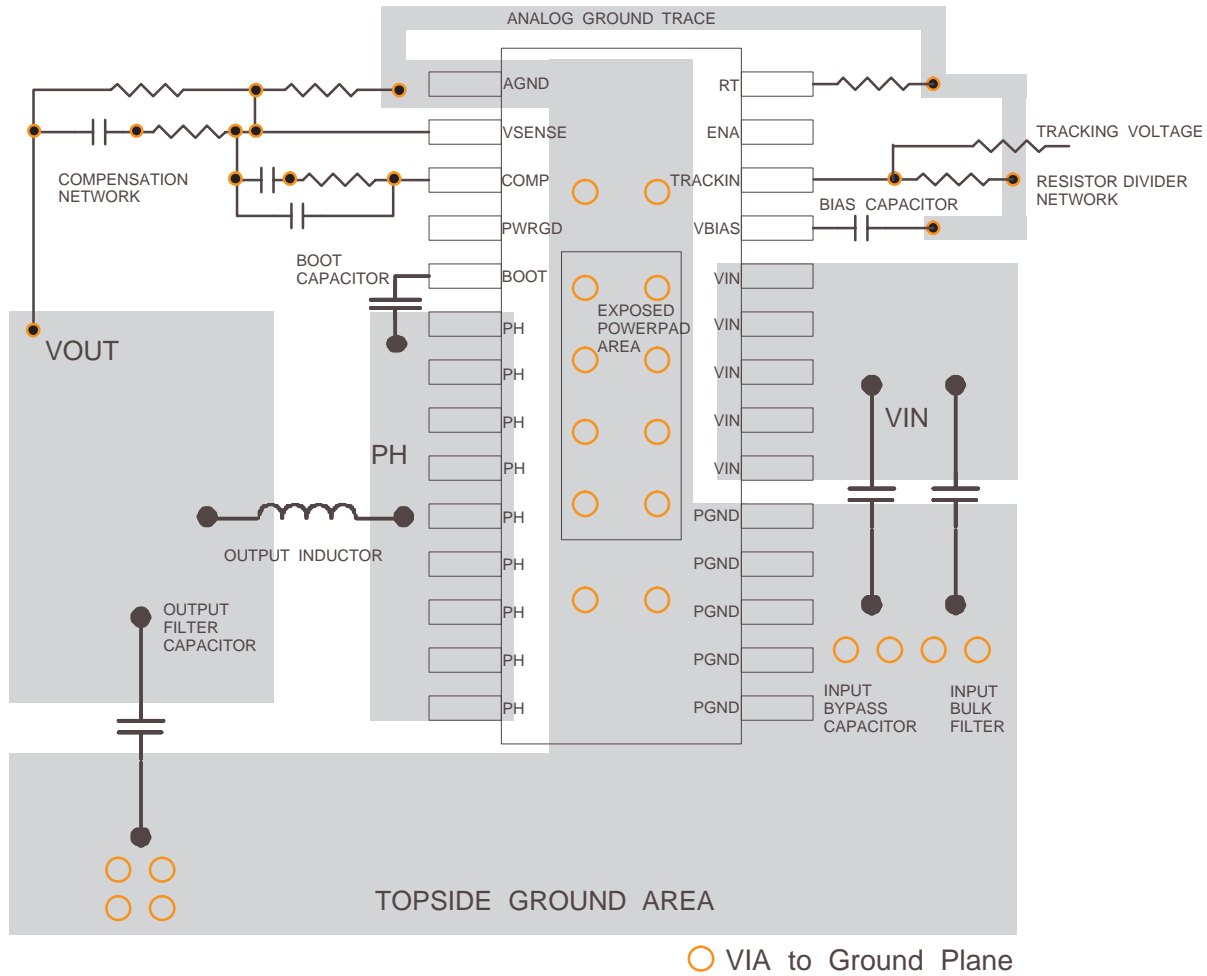 ANALOG GROUND TRACE
AGND
RT
VSENSE
ENA
TRACKING VOLTAGE
COMPENSATION
NETWORK
COMP
TRACKIN
RESISTOR DIVIDER
NETWORK
BIAS CAPACITOR
PWRGD
VBIAS
BOOT
CAPACITOR
BOOT
VIN
EXPOSED
POWERPAD
AREA
PH
VIN
VOUT
PH
VIN
PH
VIN
VIN
PH
PH
VIN
PH
PGND
OUTPUT INDUCTOR
PH
PGND
OUTPUT
FILTER
CAPACITOR
PH
PGND
PH
PGND
PH
PGND
INPUT
BYPASS
CAPACITOR
INPUT
BULK
FILTER
TOPSIDE GROUND AREA
VIA to Ground Plane